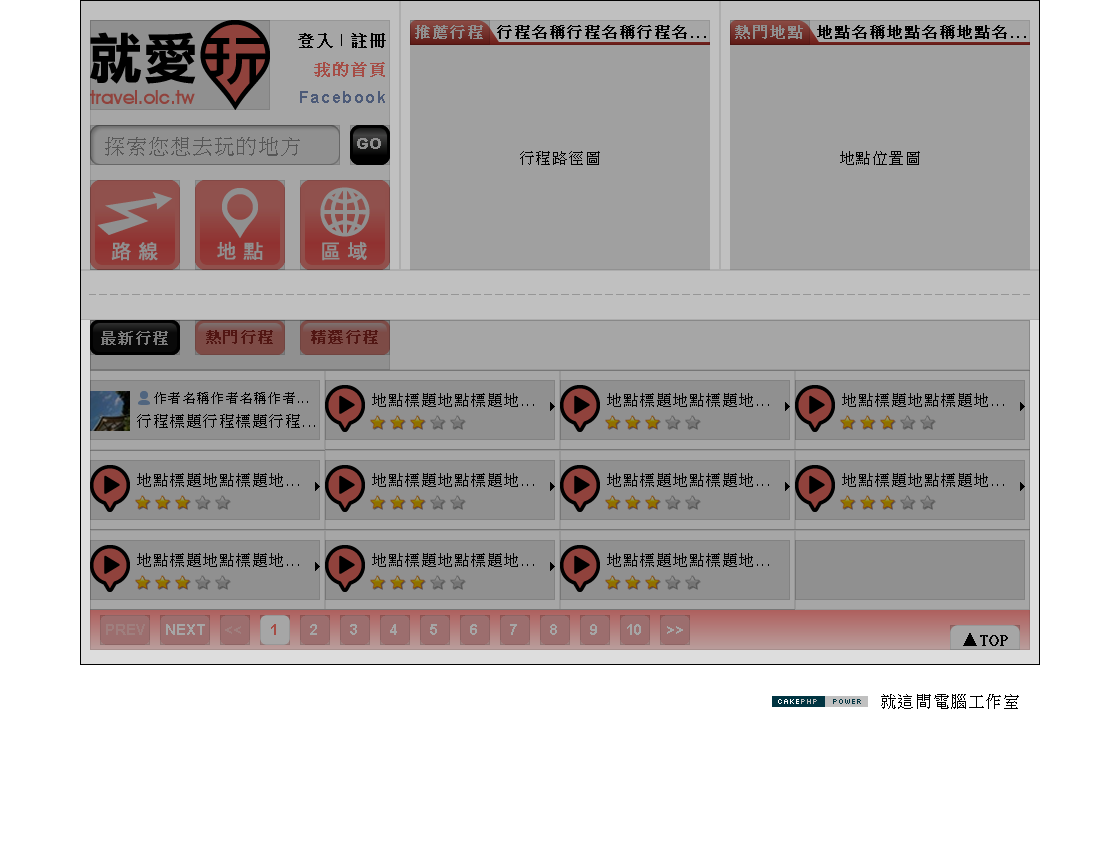 就愛玩
travel.olc.tw
登入 | 註冊
我的首頁
Facebook
探索您想去玩的地方
GO
路線
地點
區域
推薦行程 行程名稱行程名稱行程名...
行程路徑圖
熱門地點 地點名稱地點名稱地點名...
地點位置圖
最新行程 熱門行程 精選行程
作者名稱作者名稱作者...
行程標題行程標題行程...
地點標題地點標題地...
地點標題地點標題地...
地點標題地點標題地...
地點標題地點標題地...
地點標題地點標題地...
地點標題地點標題地...
地點標題地點標題地...
地點標題地點標題地...
地點標題地點標題地...
地點標題地點標題地...
PREV NEXT << 1 2 3 4 5 6 7 8 9 10 >>
▲TOP
CAKEPHP POWER 就這間電腦工作室